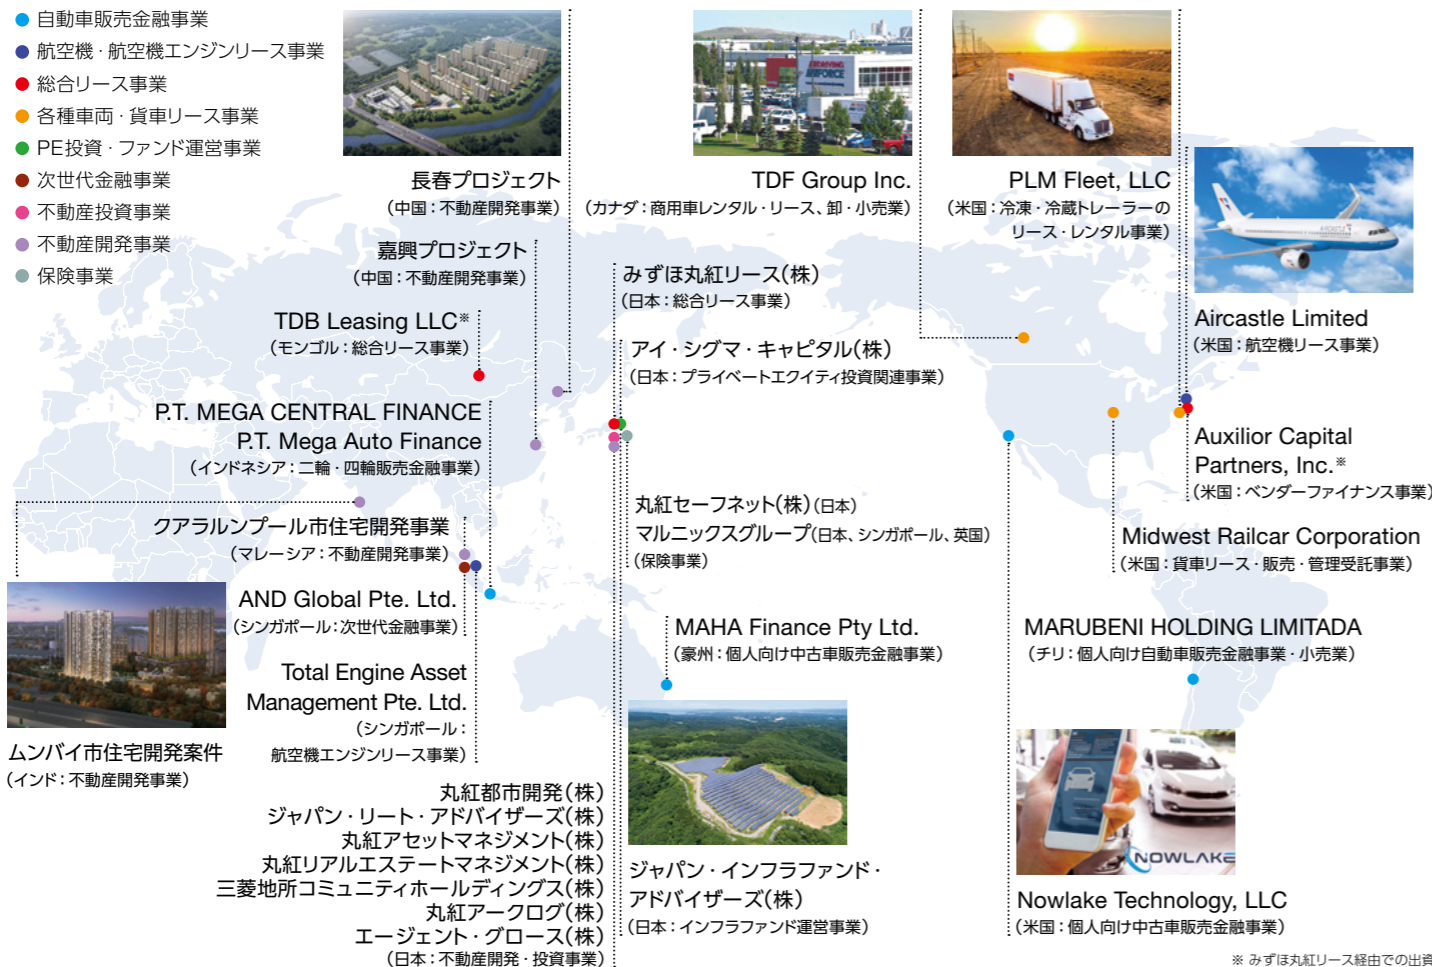 自動車販売金融事業
航空機・航空機エンジンリース事業
総合リース事業
各種車両・貨車リース事業
PE投資・ファンド運営事業
次世代金融事業
不動産投資事業
不動産開発事業
保険事業
長春プロジェクト
(中国：不動産開発事業)
嘉興プロジェクト
(中国：不動産開発事業)
TDB Leasing LLC※
(モンゴル：総合リース事業)
P.T. MEGA CENTRAL FINANCE
P.T. Mega Auto Finance
(インドネシア：二輪・四輪販売金融事業)
クアラルンプール市住宅開発事業
(マレーシア：不動産開発事業)
AND Global Pte. Ltd.
(シンガポール：次世代金融事業)
Total Engine Asset
Management Pte. Ltd.
(シンガポール：
航空機エンジンリース事業)
ムンバイ市住宅開発案件
(インド：不動産開発事業)
丸紅都市開発(株)
ジャパン・リート・アドバイザーズ(株)
丸紅アセットマネジメント(株)
丸紅リアルエステートマネジメント(株)
三菱地所コミュニティホールディングス(株)
丸紅アークログ(株)
エージェント・グロース(株)
(日本：不動産開発・投資事業)
TDF Group Inc.
(カナダ：商用車レンタル・リース、卸・小売業)
みずほ丸紅リース(株)
(日本：総合リース事業)
アイ・シグマ・キャピタル(株)
(日本：プライベートエクイティ投資関連事業)
丸紅セーフネット(株)(日本)
マルニックスグループ(日本、シンガポール、英国)
(保険事業)
MAHA Finance Pty Ltd.
(豪州：個人向け中古車販売金融事業)
ジャパン・インフラファンド・
アドバイザーズ(株)
(日本：インフラファンド運営事業)
PLM Fleet, LLC
(米国：冷凍・冷蔵トレーラーの
リース・レンタル事業)
AIRCASTLE
Aircastle Limited
(米国：航空機リース事業)
Auxilior Capital
Partners, Inc.※
(米国：ベンダーファイナンス事業)
Midwest Railcar Corporation
(米国：貨車リース・販売・管理受託事業)
MARUBENI HOLDING LIMITADA
(チリ：個人向け自動車販売金融事業・小売業)
NOWLAKE
Nowlake Technology, LLC
(米国：個人向け中古車販売金融事業)
※ みずほ丸紅リース経由での出資